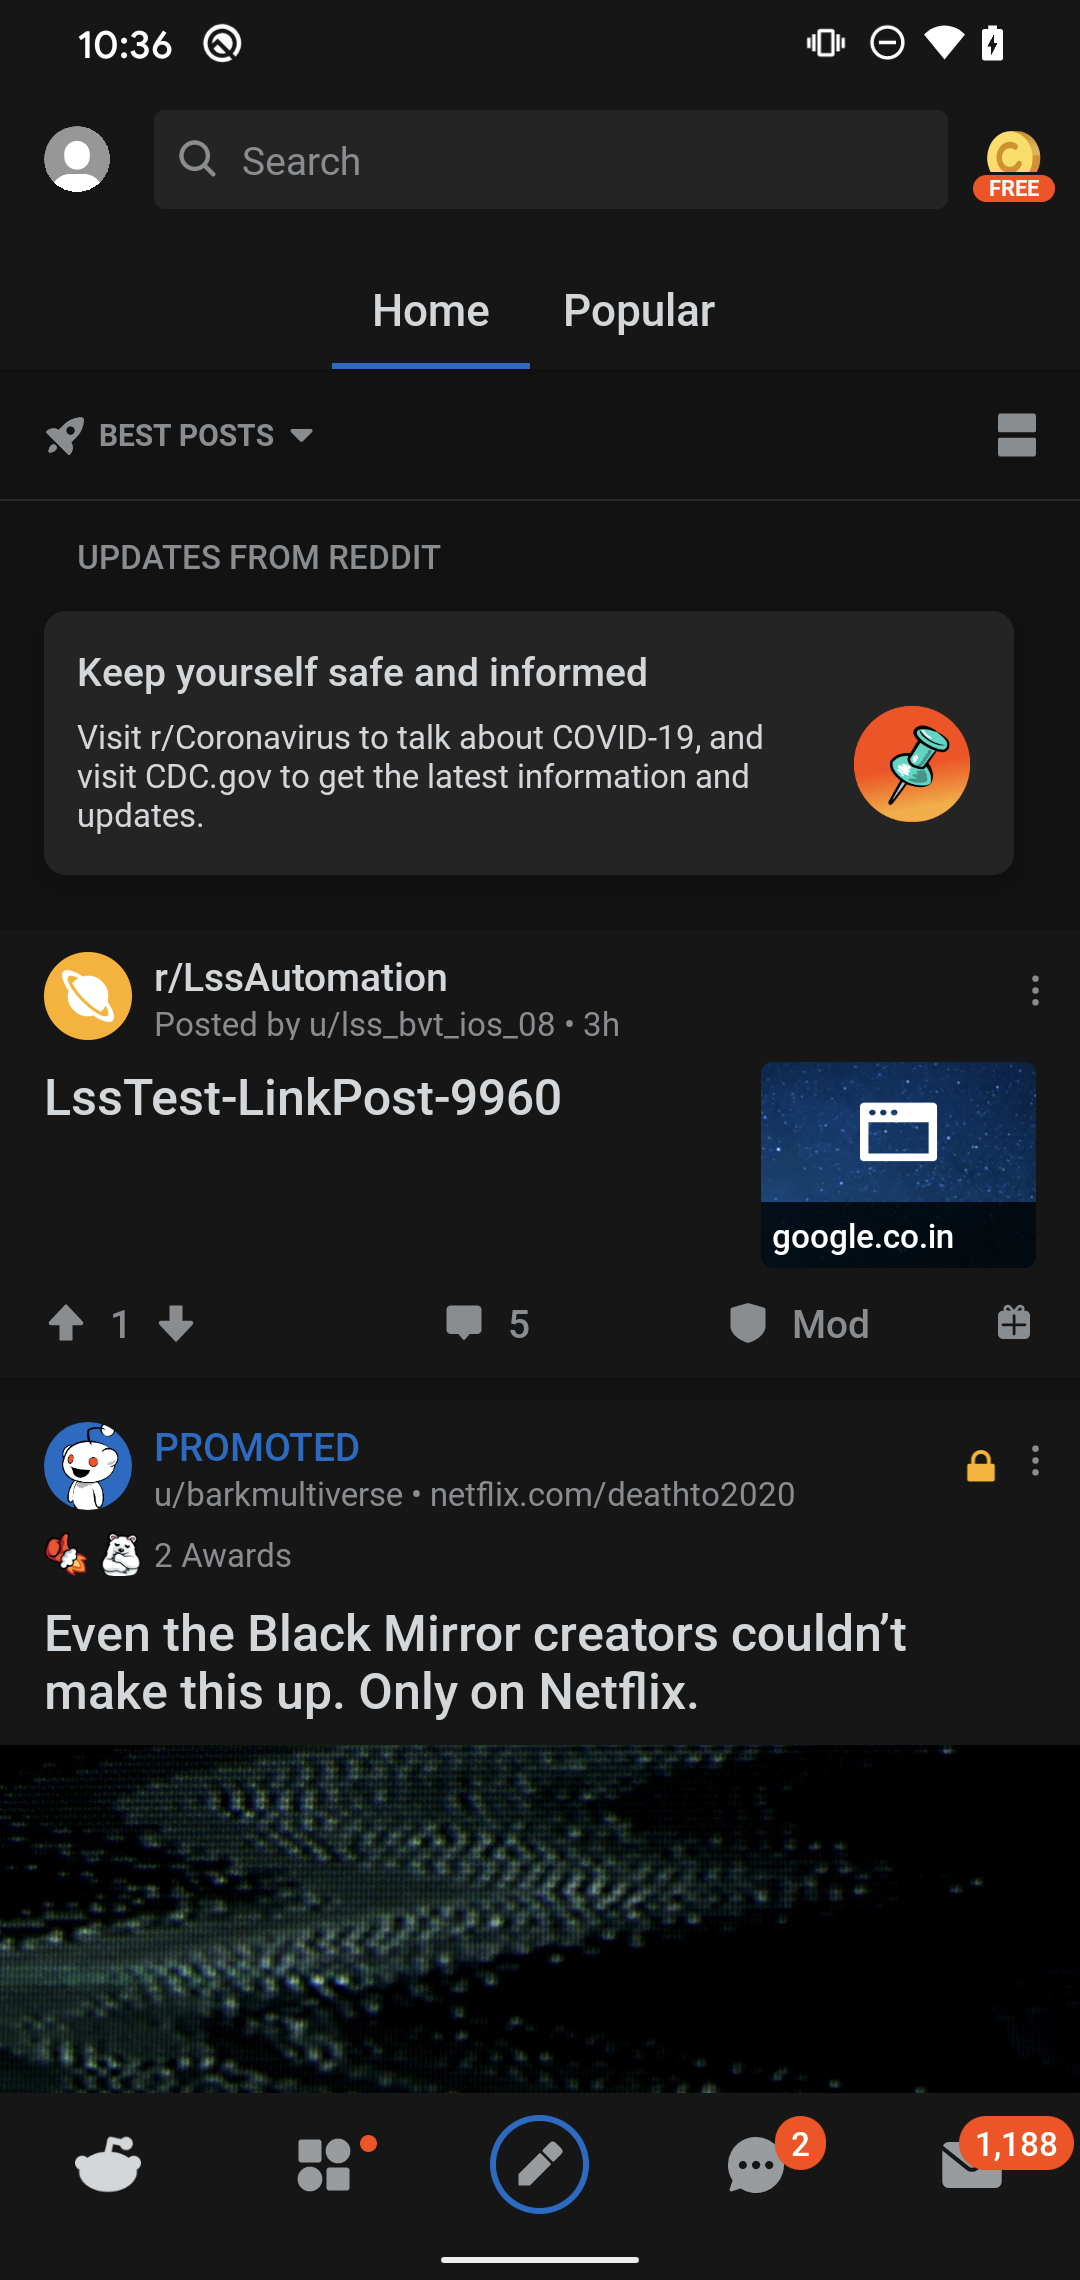 10:36
Search
FREE
Home Popular
BEST POSTS
UPDATES FROM REDDIT
Keep yourself safe and informed
Visit r/Coronavirus to talk about COVID-19, and
visit CDC.gov to get the latest information and
updates.
r/LssAutomation
Posted by u/lss_bvt_ios_08 • 3h
LssTest-LinkPost-9960
google.co.in
1 5 Mod
PROMOTED
u/barkmultiverse • netflix.com/deathto2020
2 Awards
Even the Black Mirror creators couldn’t
make this up. Only on Netflix.
2 1,188